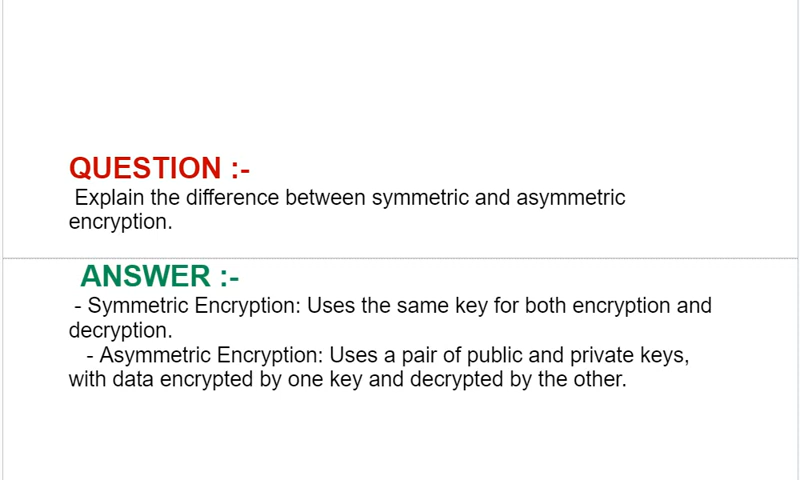 QUESTION :-
Explain the difference between symmetric and asymmetric
encryption.
ANSWER :-
- Symmetric Encryption: Uses the same key for both encryption and
decryption.
- Asymmetric Encryption: Uses a pair of public and private keys,
with data encrypted by one key and decrypted by the other.